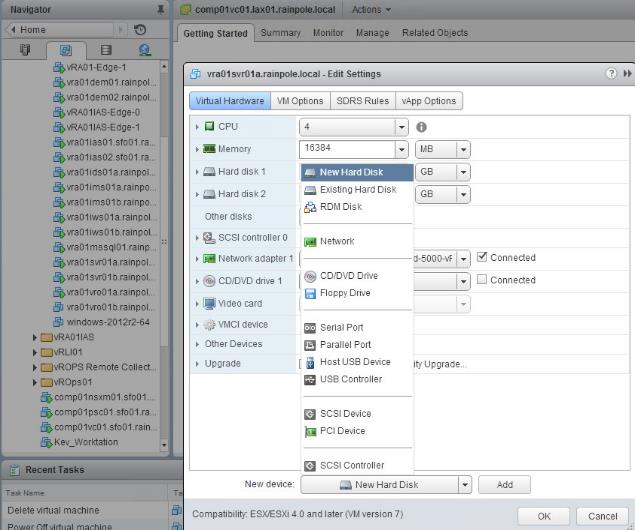 Navigator
Home
vRA01-Edge-1
vra01dem01.rainpol...
vra01dem02.rainpol...
vRA01IAS-Edge-0
vRA01IAS-Edge-1
vra01ias01.sfo01.ra...
vra01ias02.sfo01.ra...
vra01ids01a.rainpol...
vra01ims01a.rainpo...
vra01ims01b.rainpo...
vra01iws01a.rainpo...
vra01iws01b.rainpo...
vra01mssql01.rainp...
vra01svr01a.rainpol...
vra01svr01b.rainpol...
vra01vro01a.rainpol...
vra01vro01b.rainpol...
windows-2012r2-64
vRA01IAS
vRLI01
vROPS Remote Collect...
vROps01
comp01nsxm01.sfo01...
comp01psc01.sfo01.ra...
comp01vc01.sfo01.rain...
Kev_Worktation
Recent Tasks
Task Name
Delete virtual machine
Power Off virtual machine
comp01vc01.lax01.rainpole.local Actions
Getting Started Summary Monitor Manage Related Objects
vra01svr01a.rainpole.local - Edit Settings
Virtual Hardware VM Options SDRS Rules vApp Options
CPU 4
Memory 16384 MB
Hard disk 1 GB
Hard disk 2 GB
Other disks
SCSI controller 0
Network adapter 1 d-5000-vF Connected
CD/DVD drive 1 Connected
Video card
VMCI device
Other Devices
Upgrade ity Upgrade...
New Hard Disk
Existing Hard Disk
RDM Disk
Network
CD/DVD Drive
Floppy Drive
Serial Port
Parallel Port
Host USB Device
USB Controller
SCSI Device
PCI Device
SCSI Controller
New device: New Hard Disk Add
Compatibility: ESX/ESXi 4.0 and later (VM version 7)
OK Cancel